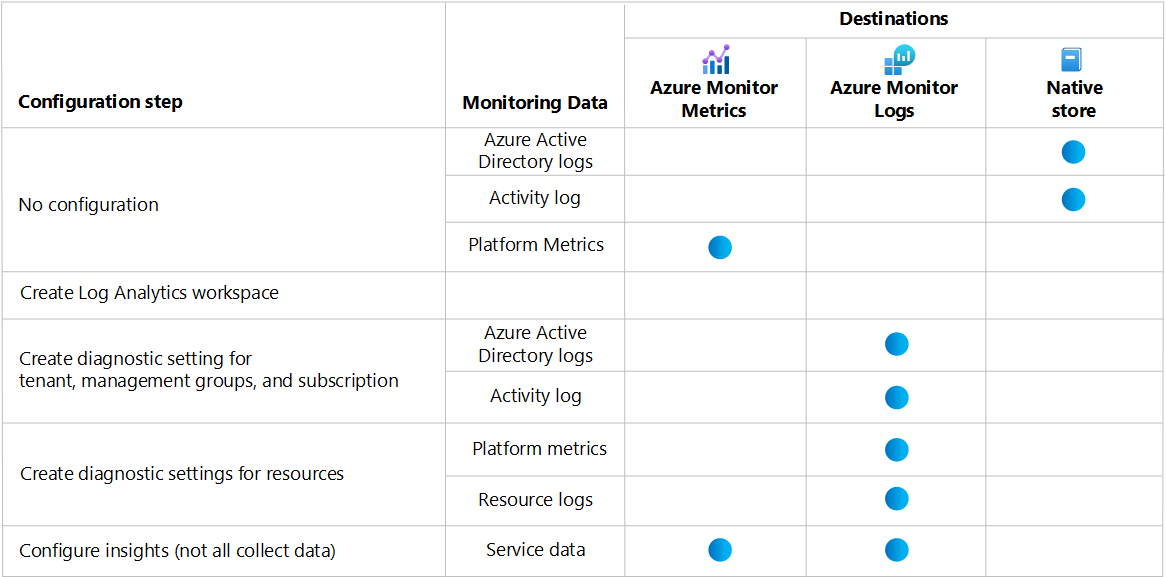 Destinations
Configuration step
Monitoring Data
Azure Monitor
Metrics
Azure Monitor
Logs
Native
store
No configuration
Azure Active
Directory logs
Activity log
Platform Metrics
Create Log Analytics workspace
Create diagnostic setting for
tenant, management groups, and subscription
Azure Active
Directory logs
Activity log
Create diagnostic settings for resources
Platform metrics
Resource logs
Configure insights (not all collect data)
Service data